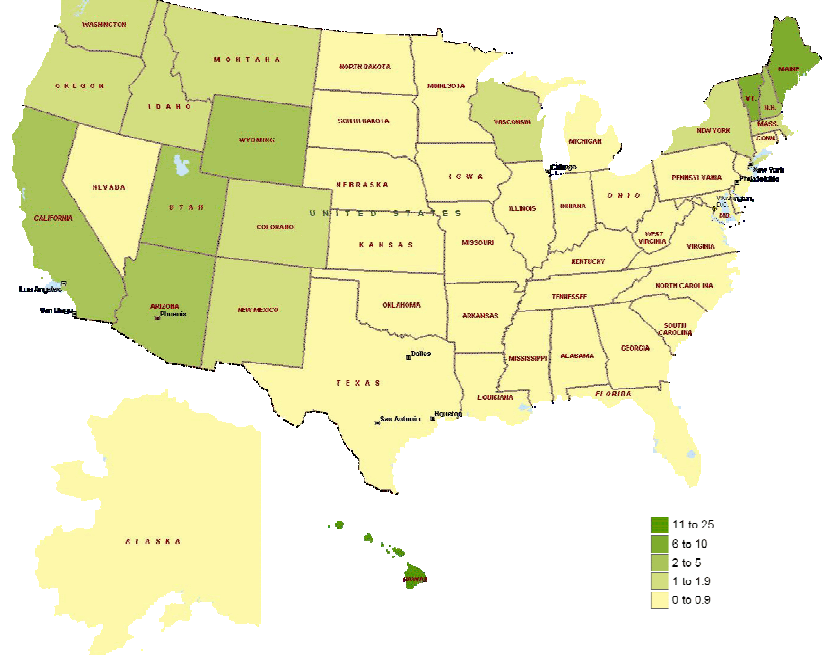 WASHINGTON
MAINE
MONTANA
OREGON
NORTH DAKOTA
MINNESOTA
IDAHO
VT.
N.H.
SOUTH DAKOTA
WISCONSIN
MASS.
NEW YORK
CONN.
WYOMING
MICHIGAN
Chicago
New York
Philadelphia
NEVADA
NEBRASKA
IOWA
PENNSYLVANIA
UTAH
OHIO
Washington,
D.C.
MD.
ILLINOIS
INDIANA
UNITED STATES
CALIFORNIA
COLORADO
KANSAS
MISSOURI
WEST
VIRGINIA
VIRGINIA
KENTUCKY
Los Angeles
NORTH CAROLINA
TENNESSEE
ARIZONA
NEW MEXICO
OKLAHOMA
San Diego
Phoenix
ARKANSAS
SOUTH
CAROLINA
Dallas
MISSISSIPPI
ALABAMA
GEORGIA
TEXAS
LOUISIANA
FLORIDA
San Antonio
Houston
ALASKA
HAWAII
11 to 25
6 to 10
2 to 5
1 to 1.9
0 to 0.9